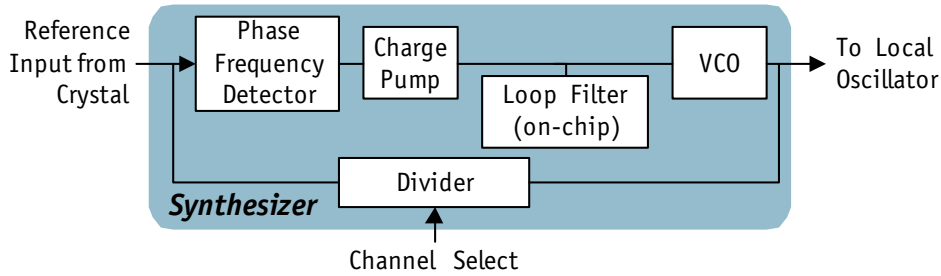 Reference
Input from
Crystal
Phase
Frequency
Detector
Charge
Pump
Loop Filter
(on-chip)
VCO
To Local
Oscillator
Divider
Synthesizer
Channel Select